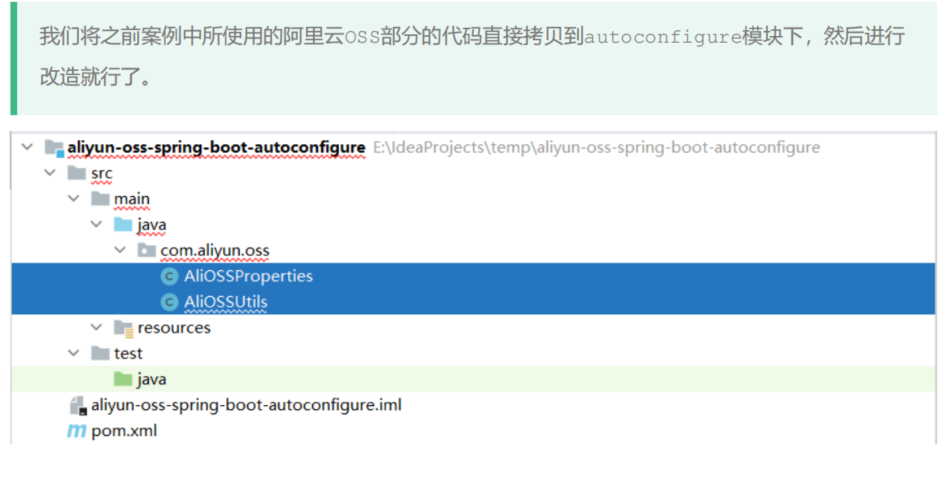 我们将之前案例中所使用的阿里云OSS部分的代码直接拷贝到autoconfigure模块下，然后进行
改造就行了。
aliyun-oss-spring-boot-autoconfigure E:\IdeaProjects\temp\aliyun-oss-spring-boot-autoconfigure
src
main
java
com.aliyun.oss
C AliOSSProperties
C AliOSSUtils
resources
test
java
aliyun-oss-spring-boot-autoconfigure.iml
m pom.xml